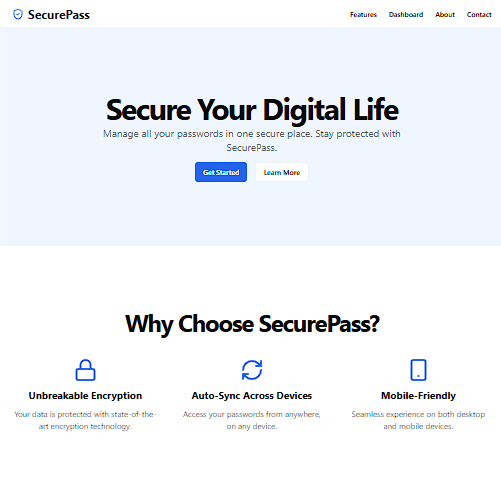 SecurePass
Features
Dashboard
About
Contact
Secure Your Digital Life
Manage all your passwords in one secure place. Stay protected with
SecurePass.
Get Started
Learn More
Why Choose SecurePass?
Unbreakable Encryption
Your data is protected with state-of-the-
art encryption technology.
Auto-Sync Across Devices
Access your passwords from anywhere,
on any device.
Mobile-Friendly
Seamless experience on both desktop
and mobile devices.